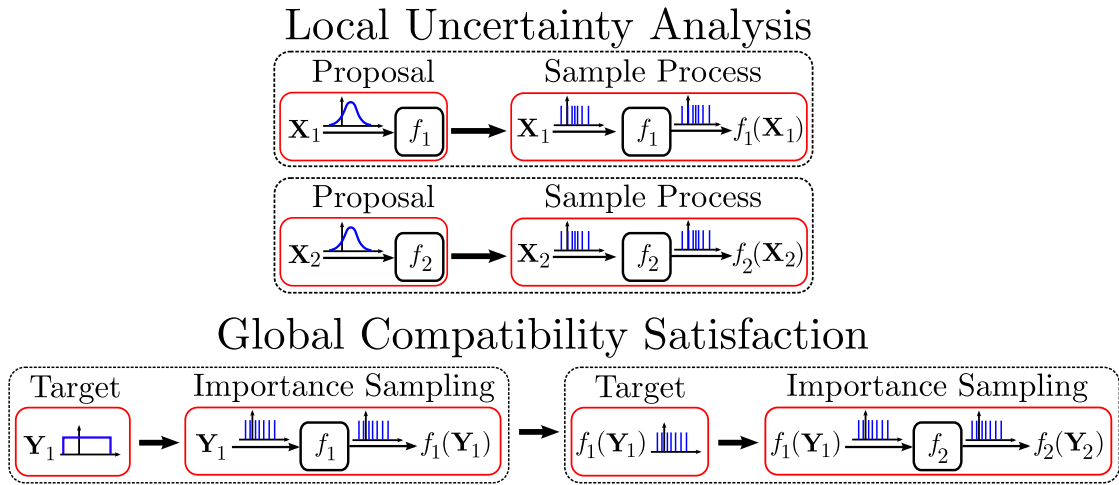 Local Uncertainty Analysis
Proposal Sample Process
X₁ f₁ X₁ f₁ f₁(X₁)
Proposal Sample Process
X₂ f₂ X₂ f₂ f₂(X₂)
Global Compatibility Satisfaction
Target Importance Sampling Target Importance Sampling
Y₁ Y₁ f₁ f₁(Y₁) f₁(Y₁) f₁(Y₁) f₂ f₂(Y₂)